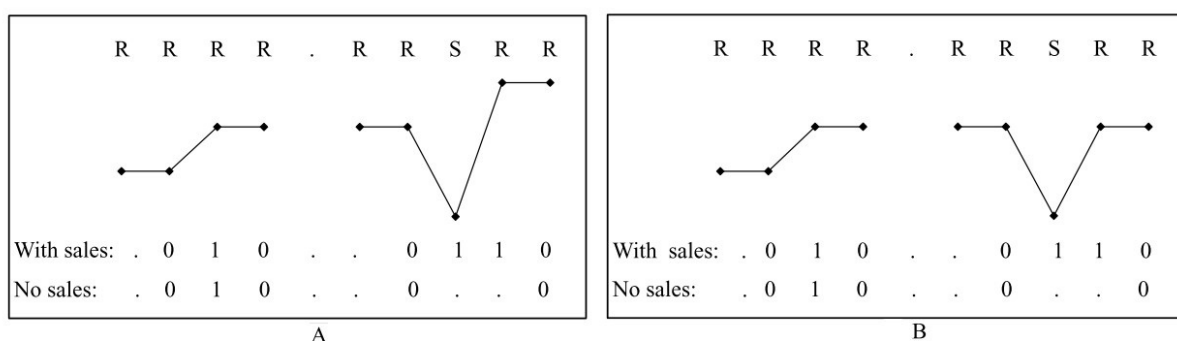 R R R R . R R S R R
With sales: . 0 1 0 . . 0 1 1 0
No sales: . 0 1 0 . . 0 . . 0
A
R R R R . R R S R R
With sales: . 0 1 0 . . 0 1 1 0
No sales: . 0 1 0 . . 0 . . 0
B